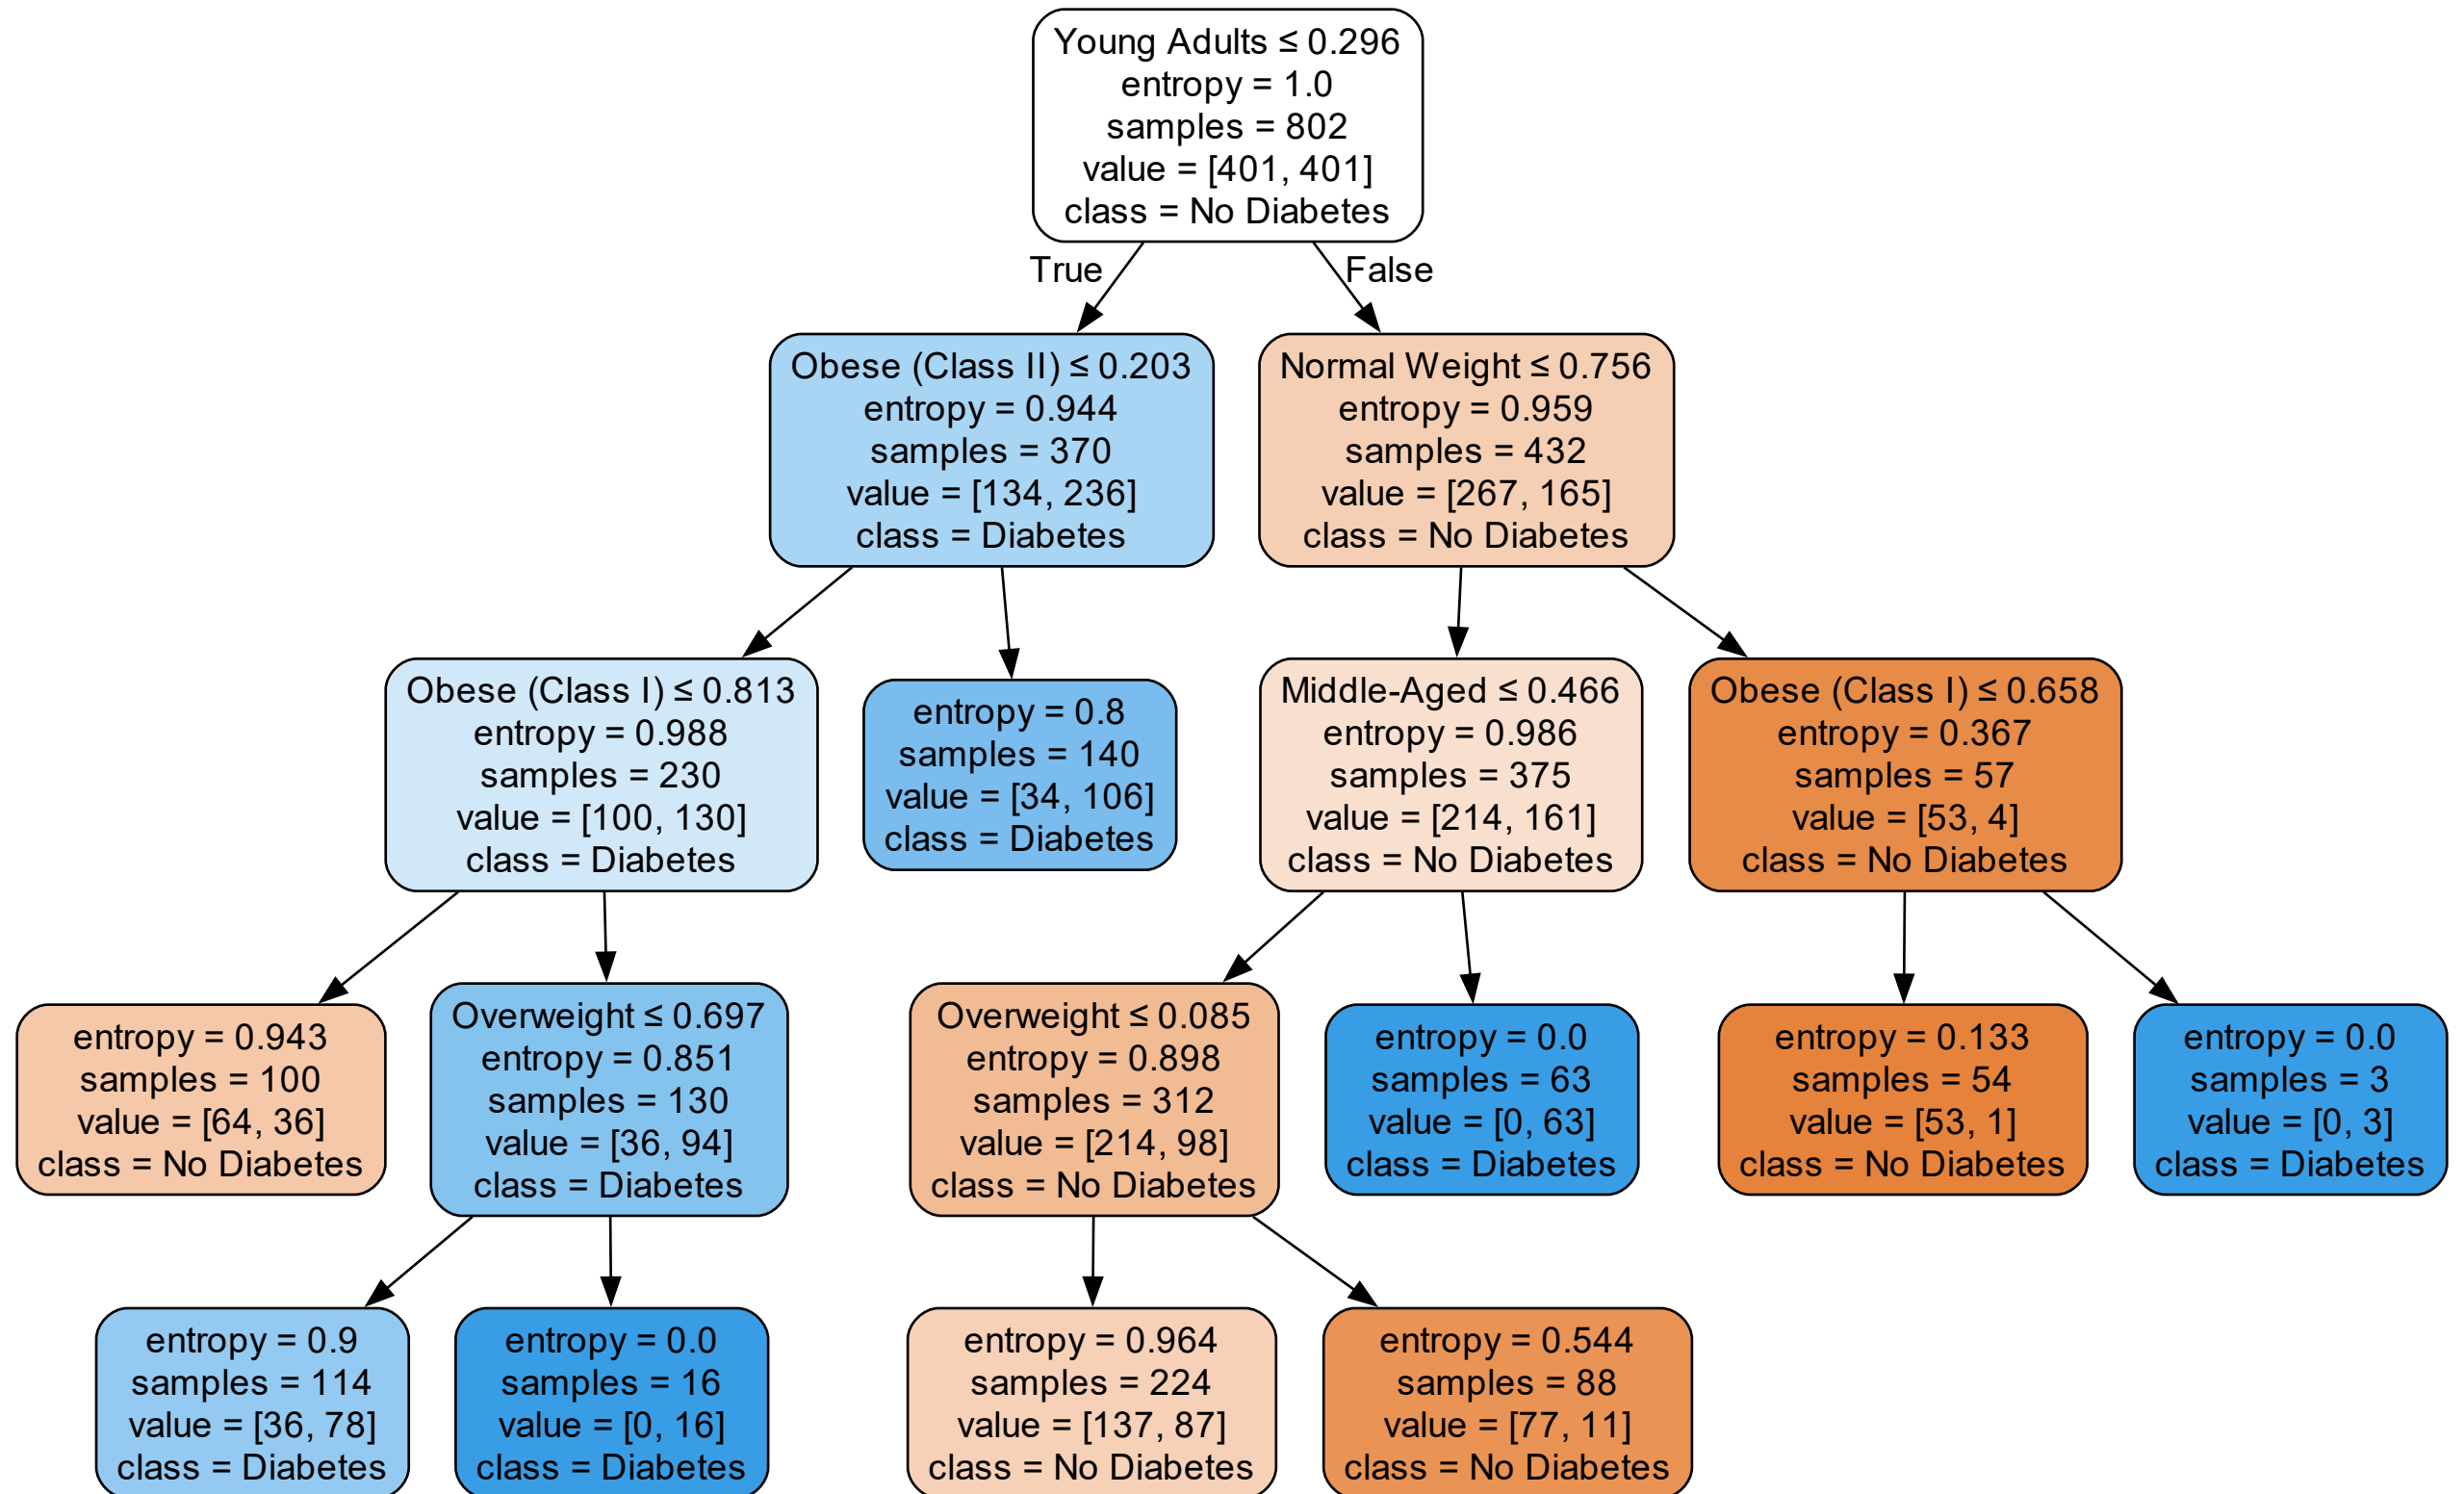 Young Adults ≤ 0.296
entropy = 1.0
samples = 802
value = [401, 401]
class = No Diabetes
True
False
Obese (Class II) ≤ 0.203
entropy = 0.944
samples = 370
value = [134, 236]
class = Diabetes
Normal Weight ≤ 0.756
entropy = 0.959
samples = 432
value = [267, 165]
class = No Diabetes
Obese (Class I) ≤ 0.813
entropy = 0.988
samples = 230
value = [100, 130]
class = Diabetes
entropy = 0.8
samples = 140
value = [34, 106]
class = Diabetes
Middle-Aged ≤ 0.466
entropy = 0.986
samples = 375
value = [214, 161]
class = No Diabetes
Obese (Class I) ≤ 0.658
entropy = 0.367
samples = 57
value = [53, 4]
class = No Diabetes
entropy = 0.943
samples = 100
value = [64, 36]
class = No Diabetes
Overweight ≤ 0.697
entropy = 0.851
samples = 130
value = [36, 94]
class = Diabetes
Overweight ≤ 0.085
entropy = 0.898
samples = 312
value = [214, 98]
class = No Diabetes
entropy = 0.0
samples = 63
value = [0, 63]
class = Diabetes
entropy = 0.133
samples = 54
value = [53, 1]
class = No Diabetes
entropy = 0.0
samples = 3
value = [0, 3]
class = Diabetes
entropy = 0.9
samples = 114
value = [36, 78]
class = Diabetes
entropy = 0.0
samples = 16
value = [0, 16]
class = Diabetes
entropy = 0.964
samples = 224
value = [137, 87]
class = No Diabetes
entropy = 0.544
samples = 88
value = [77, 11]
class = No Diabetes